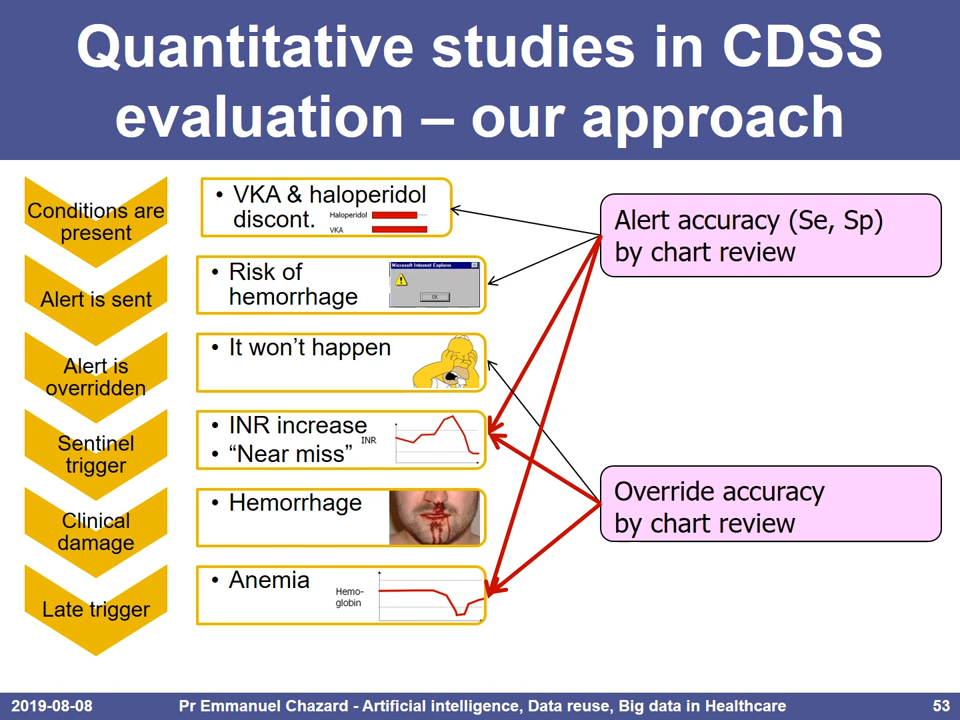 Quantitative studies in CDSS
evaluation – our approach
Conditions are
present
• VKA & haloperidol
discont.
Haloperidol
VKA
Alert accuracy (Se, Sp)
by chart review
Alert is sent
• Risk of
hemorrhage
Microsoft Internet Explorer
OK
Alert is
overridden
• It won’t happen
Sentinel
trigger
• INR increase
• “Near miss”
INR
Override accuracy
by chart review
Clinical
damage
• Hemorrhage
Late trigger
• Anemia
Hemo-
globin
2019-08-08
Pr Emmanuel Chazard - Artificial intelligence, Data reuse, Big data in Healthcare
53